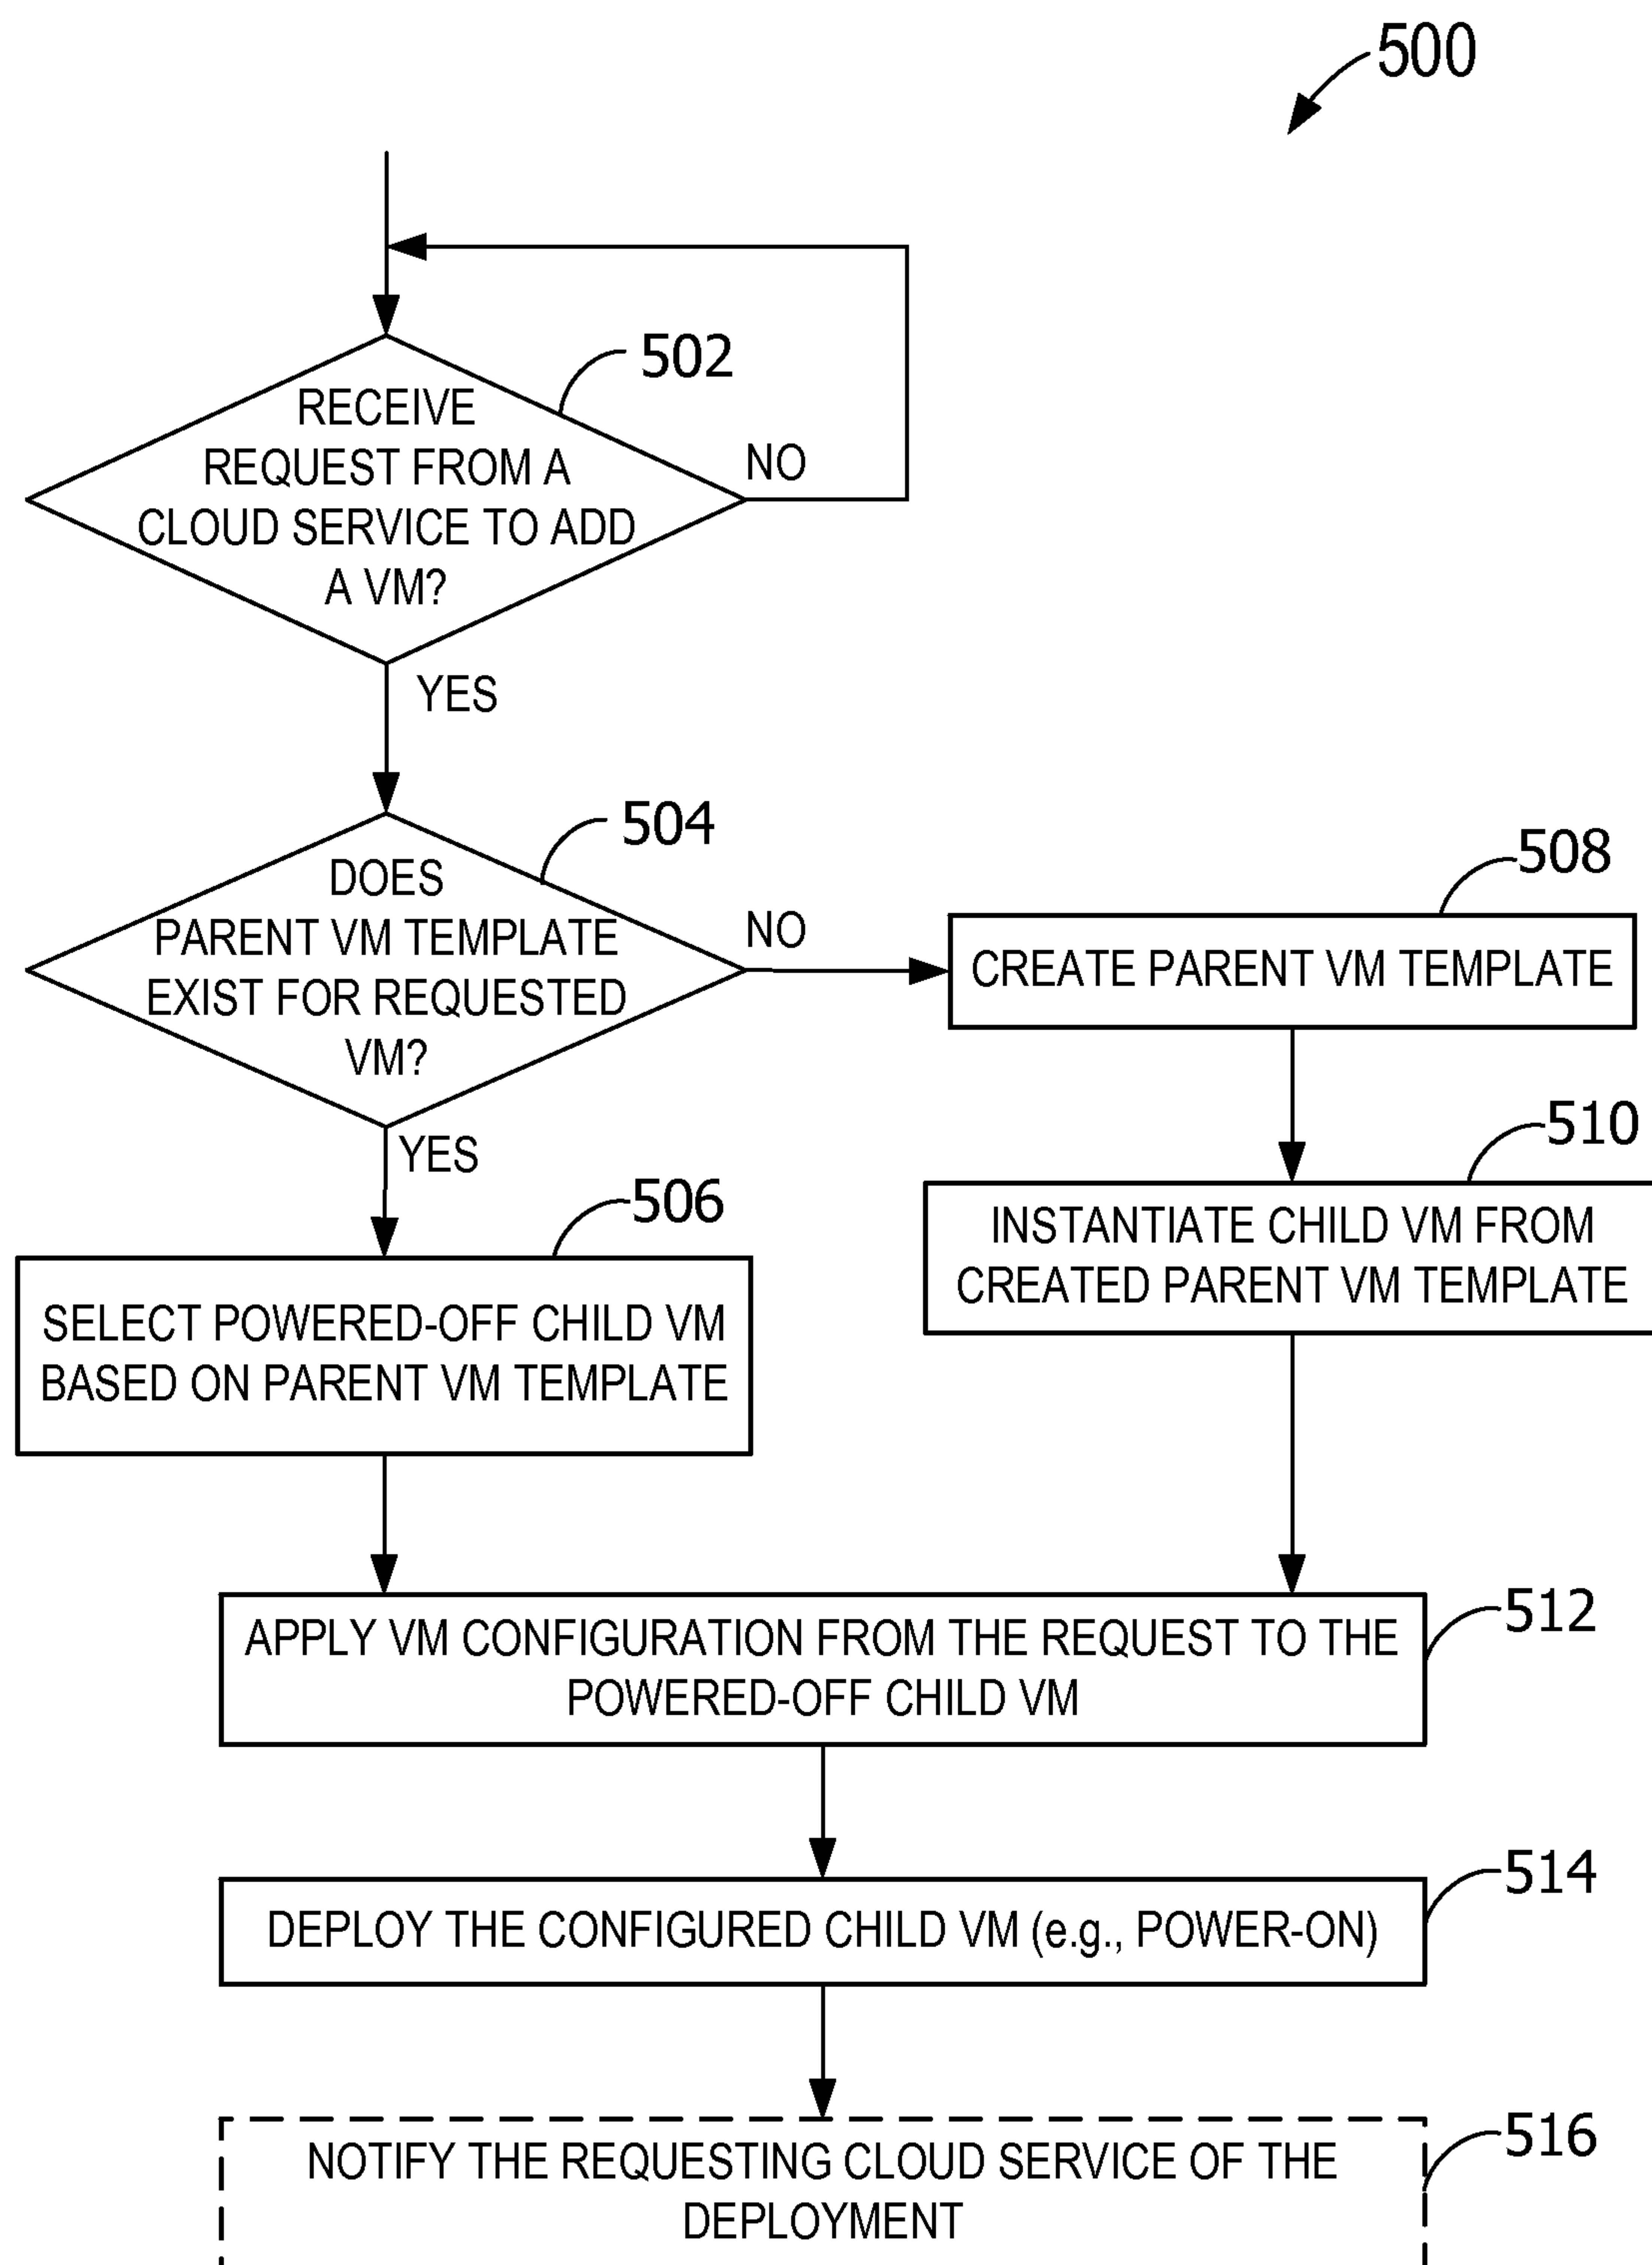 500
502
RECEIVE
REQUEST FROM A
CLOUD SERVICE TO ADD
A VM?
NO
YES
504
DOES
PARENT VM TEMPLATE
EXIST FOR REQUESTED
VM?
NO
YES
508
CREATE PARENT VM TEMPLATE
510
INSTANTIATE CHILD VM FROM
CREATED PARENT VM TEMPLATE
506
SELECT POWERED-OFF CHILD VM
BASED ON PARENT VM TEMPLATE
512
APPLY VM CONFIGURATION FROM THE REQUEST TO THE
POWERED-OFF CHILD VM
514
DEPLOY THE CONFIGURED CHILD VM (e.g., POWER-ON)
516
NOTIFY THE REQUESTING CLOUD SERVICE OF THE
DEPLOYMENT